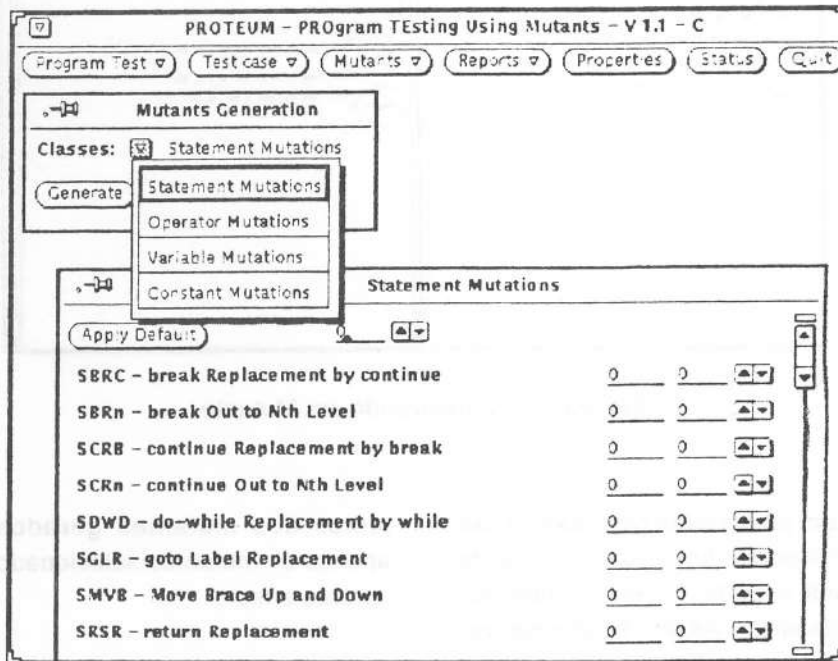 PROTEUM – PROgram TEsting Using Mutants – V 1.1 – C
Program Test Test case Mutants Reports Properties Status Quit
Mutants Generation
Classes: Statement Mutations
Generate
Statement Mutations
Operator Mutations
Variable Mutations
Constant Mutations
Statement Mutations
Apply Default 0
SBRC – break Replacement by continue 0 0
SBRn – break Out to Nth Level 0 0
SCRB – continue Replacement by break 0 0
SCRn – continue Out to Nth Level 0 0
SDWD – do-while Replacement by while 0 0
SGLR – goto Label Replacement 0 0
SMVB – Move Brace Up and Down 0 0
SRSR – return Replacement 0 0